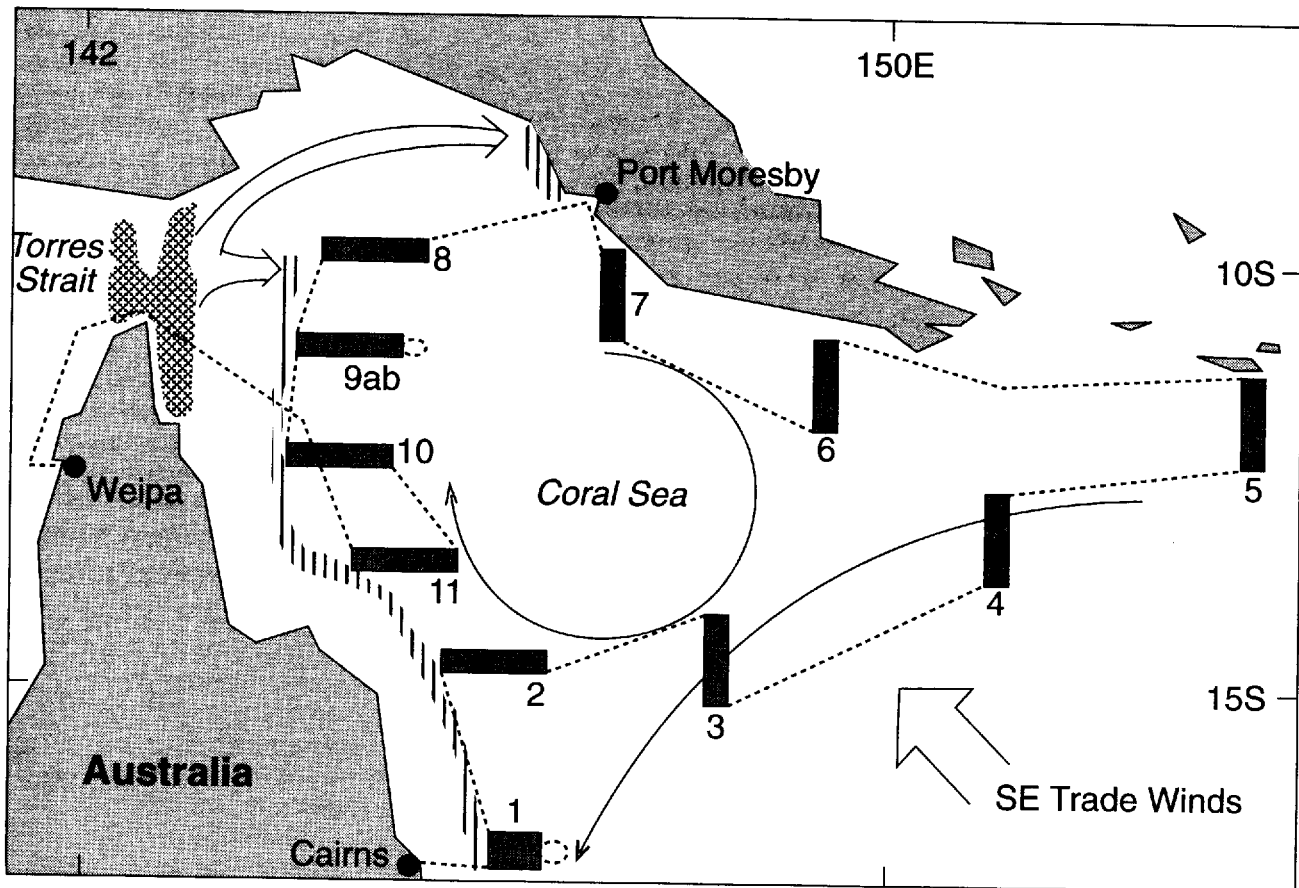 142
150E
Port Moresby
Torres
Strait
10S
8
7
9ab
6
10
Weipa
Coral Sea
5
11
4
2
3
15S
Australia
1
SE Trade Winds
Cairns